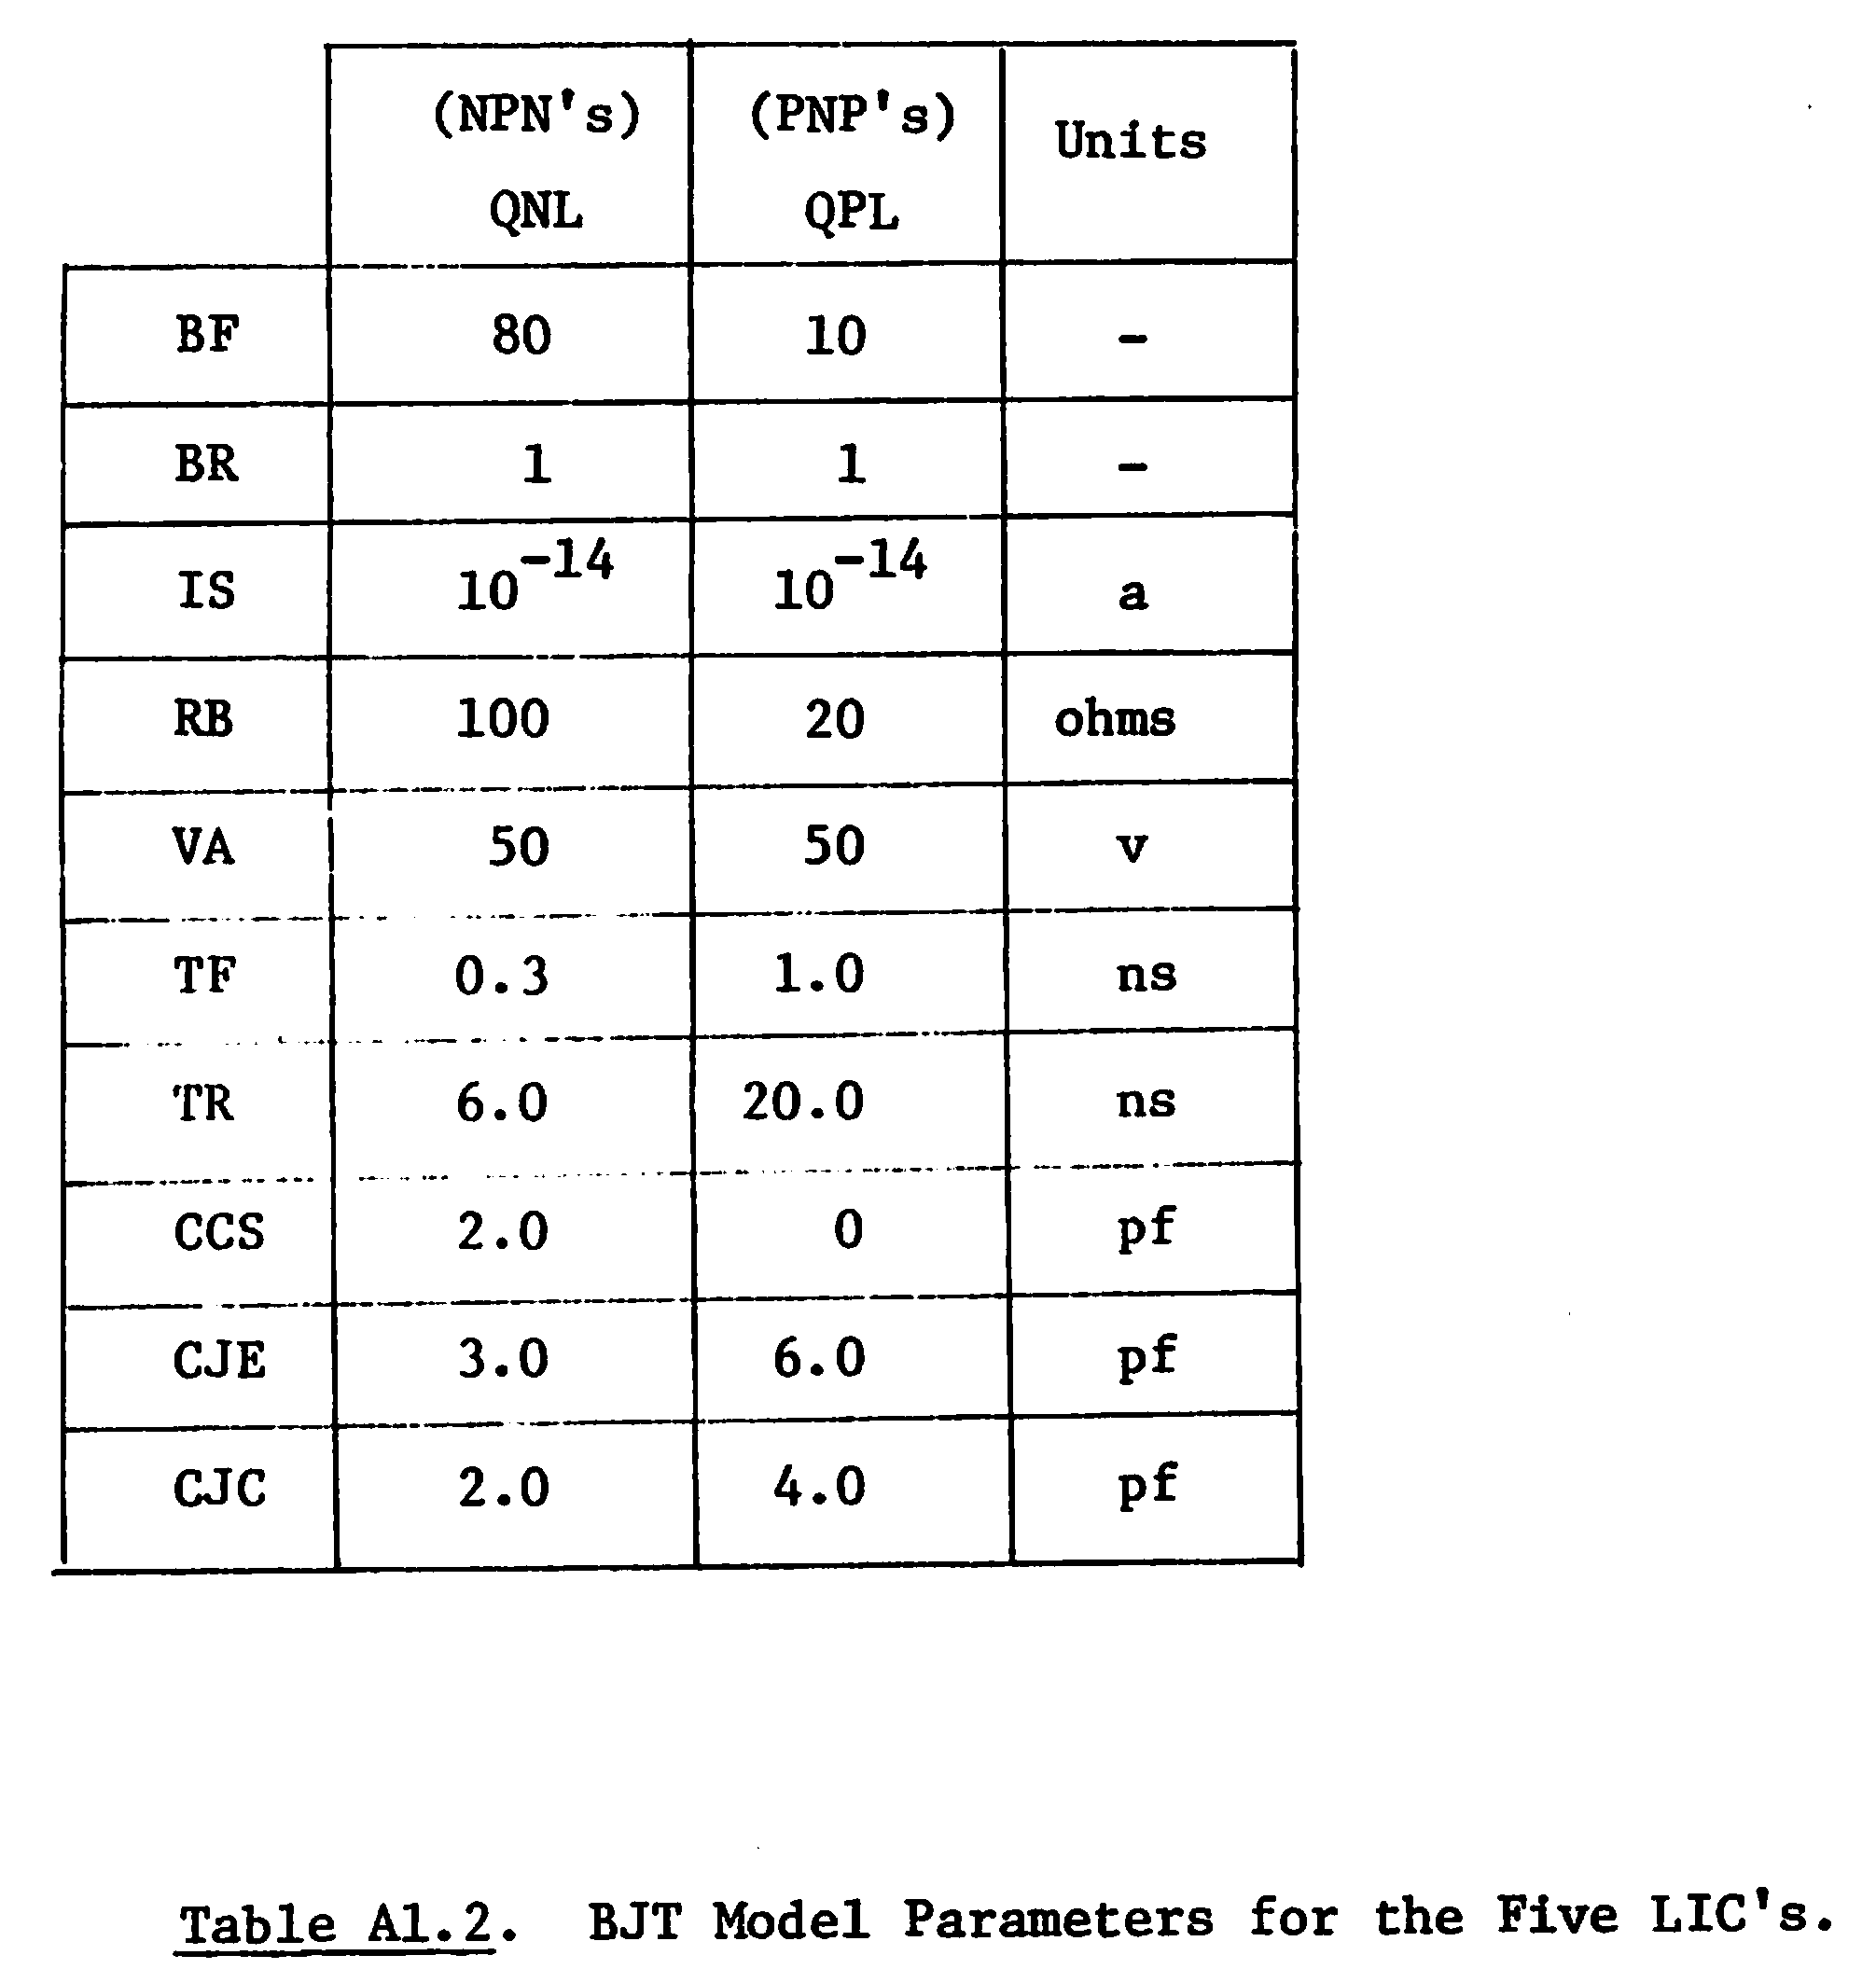 (NPN's) (PNP's) Units
QNL QPL
BF 80 10 -
BR 1 1 -
IS 10^-14 10^-14 a
RB 100 20 ohms
VA 50 50 v
TF 0.3 1.0 ns
TR 6.0 20.0 ns
CCS 2.0 0 pf
CJE 3.0 6.0 pf
CJC 2.0 4.0 pf
Table A1.2. BJT Model Parameters for the Five LIC's.